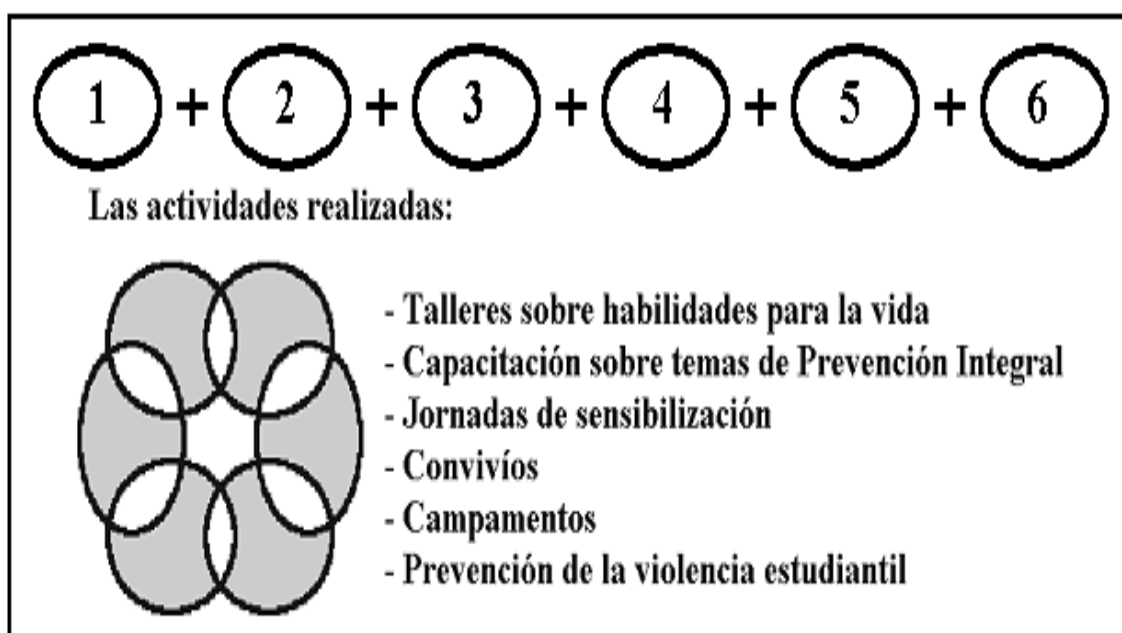 1 + 2 + 3 + 4 + 5 + 6
Las actividades realizadas:
- Talleres sobre habilidades para la vida
- Capacitación sobre temas de Prevención Integral
- Jornadas de sensibilización
- Convivíos
- Campamentos
- Prevención de la violencia estudiantil